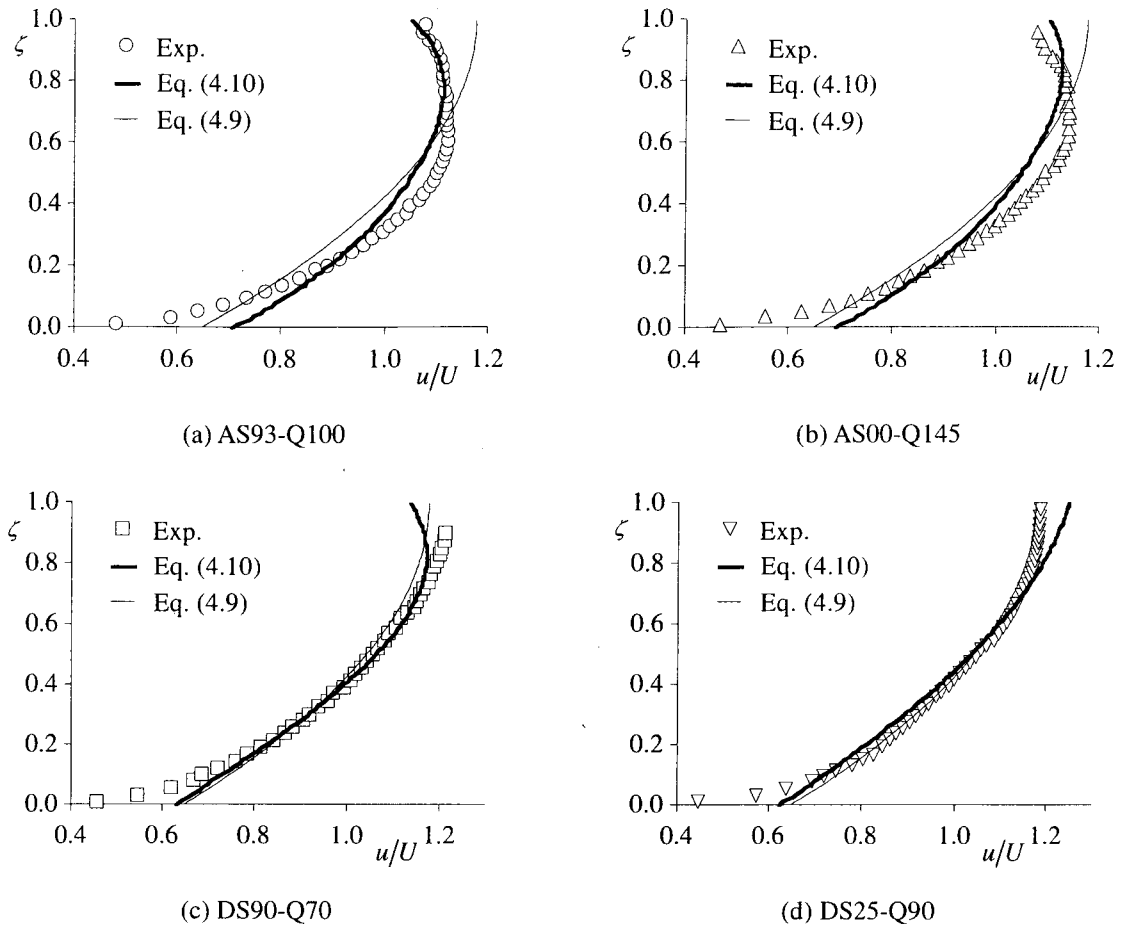 1.0
ζ
0.8
0.6
0.4
0.2
0.0
Exp.
Eq. (4.10)
Eq. (4.9)
0.4 0.6 0.8 1.0 1.2
u/U
(a) AS93-Q100
1.0
ζ
0.8
0.6
0.4
0.2
0.0
Exp.
Eq. (4.10)
Eq. (4.9)
0.4 0.6 0.8 1.0 1.2
u/U
(b) AS00-Q145
1.0
ζ
0.8
0.6
0.4
0.2
0.0
Exp.
Eq. (4.10)
Eq. (4.9)
0.4 0.6 0.8 1.0 1.2
u/U
(c) DS90-Q70
1.0
ζ
0.8
0.6
0.4
0.2
0.0
Exp.
Eq. (4.10)
Eq. (4.9)
0.4 0.6 0.8 1.0 1.2
u/U
(d) DS25-Q90